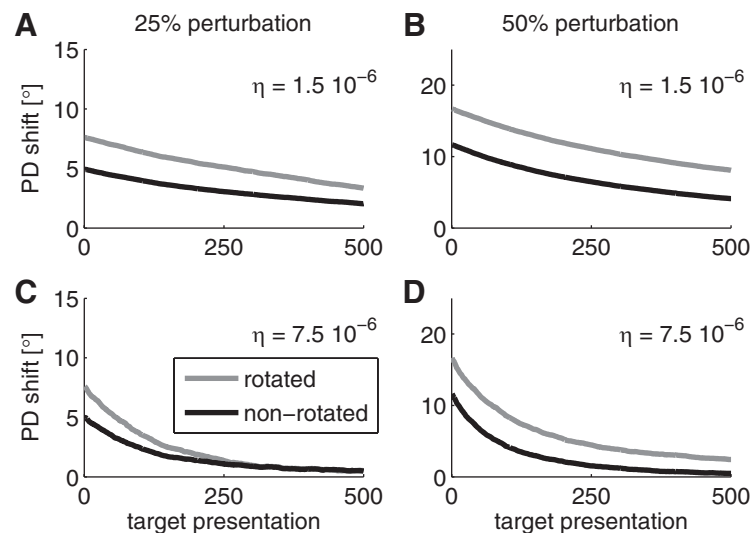 A 25% perturbation
B 50% perturbation
15
10
5
0
PD shift [°]
η = 1.5 10⁻⁶
0 250 500
20
10
0
η = 1.5 10⁻⁶
0 250 500
C
15
10
5
0
PD shift [°]
η = 7.5 10⁻⁶
rotated
non−rotated
0 250 500
target presentation
D
20
10
0
η = 7.5 10⁻⁶
0 250 500
target presentation